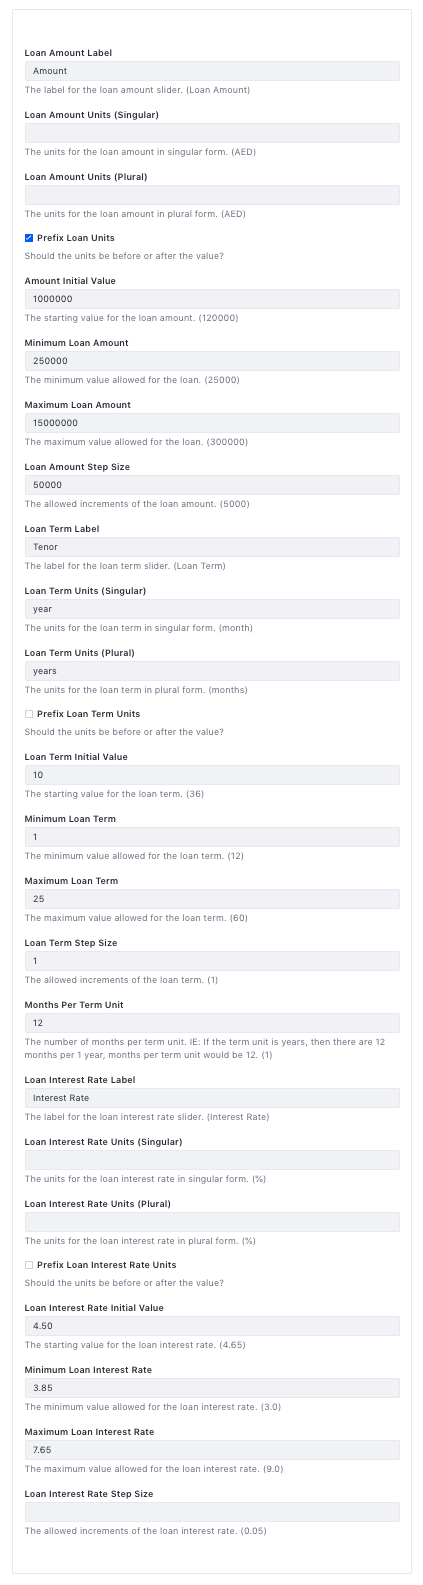 Loan Amount Label
Amount
The label for the loan amount slider. (Loan Amount)
Loan Amount Units (Singular)
The units for the loan amount in singular form. (AED)
Loan Amount Units (Plural)
The units for the loan amount in plural form. (AED)
Prefix Loan Units
Should the units be before or after the value?
Amount Initial Value
1000000
The starting value for the loan amount. (120000)
Minimum Loan Amount
250000
The minimum value allowed for the loan. (25000)
Maximum Loan Amount
15000000
The maximum value allowed for the loan. (300000)
Loan Amount Step Size
50000
The allowed increments of the loan amount. (5000)
Loan Term Label
Tenor
The label for the loan term slider. (Loan Term)
Loan Term Units (Singular)
year
The units for the loan term in singular form. (month)
Loan Term Units (Plural)
years
The units for the loan term in plural form. (months)
Prefix Loan Term Units
Should the units be before or after the value?
Loan Term Initial Value
10
The starting value for the loan term. (36)
Minimum Loan Term
1
The minimum value allowed for the loan term. (12)
Maximum Loan Term
25
The maximum value allowed for the loan term. (60)
Loan Term Step Size
1
The allowed increments of the loan term. (1)
Months Per Term Unit
12
The number of months per term unit. IE: If the term unit is years, then there are 12
months per 1 year, months per term unit would be 12. (1)
Loan Interest Rate Label
Interest Rate
The label for the loan interest rate slider. (Interest Rate)
Loan Interest Rate Units (Singular)
The units for the loan interest rate in singular form. (%)
Loan Interest Rate Units (Plural)
The units for the loan interest rate in plural form. (%)
Prefix Loan Interest Rate Units
Should the units be before or after the value?
Loan Interest Rate Initial Value
4.50
The starting value for the loan interest rate. (4.65)
Minimum Loan Interest Rate
3.85
The minimum value allowed for the loan interest rate. (3.0)
Maximum Loan Interest Rate
7.65
The maximum value allowed for the loan interest rate. (9.0)
Loan Interest Rate Step Size
The allowed increments of the loan interest rate. (0.05)